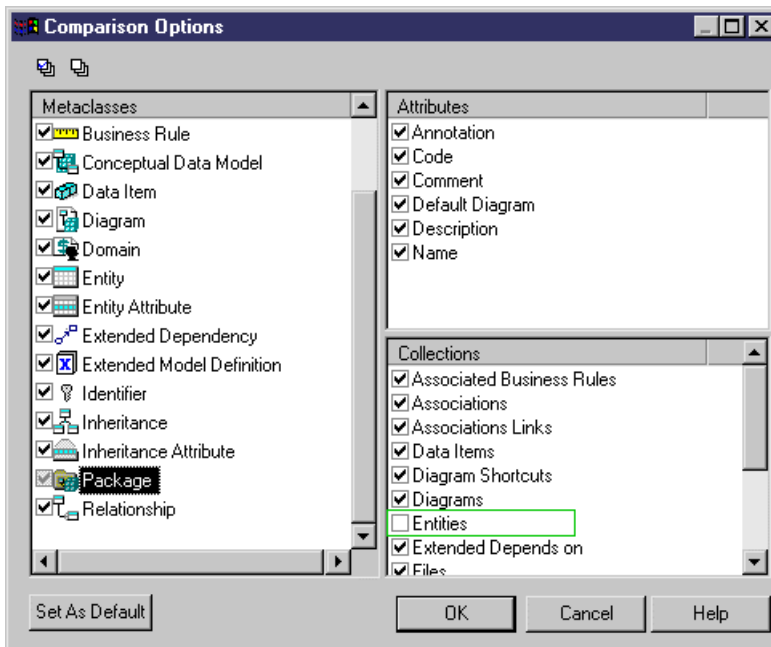 Comparison Options
Metaclasses
Business Rule
Conceptual Data Model
Data Item
Diagram
Domain
Entity
Entity Attribute
Extended Dependency
Extended Model Definition
Identifier
Inheritance
Inheritance Attribute
Package
Relationship
Attributes
Annotation
Code
Comment
Default Diagram
Description
Name
Collections
Associated Business Rules
Associations
Associations Links
Data Items
Diagram Shortcuts
Diagrams
Entities
Extended Depends on
Files
Set As Default
OK
Cancel
Help